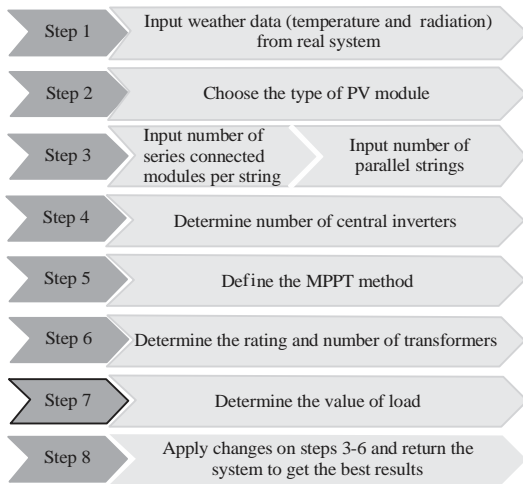 Step 1
Input weather data (temperature and radiation)
from real system
Step 2
Choose the type of PV module
Step 3
Input number of
series connected
modules per string
Input number of
parallel strings
Step 4
Determine number of central inverters
Step 5
Define the MPPT method
Step 6
Determine the rating and number of transformers
Step 7
Determine the value of load
Step 8
Apply changes on steps 3-6 and return the
system to get the best results